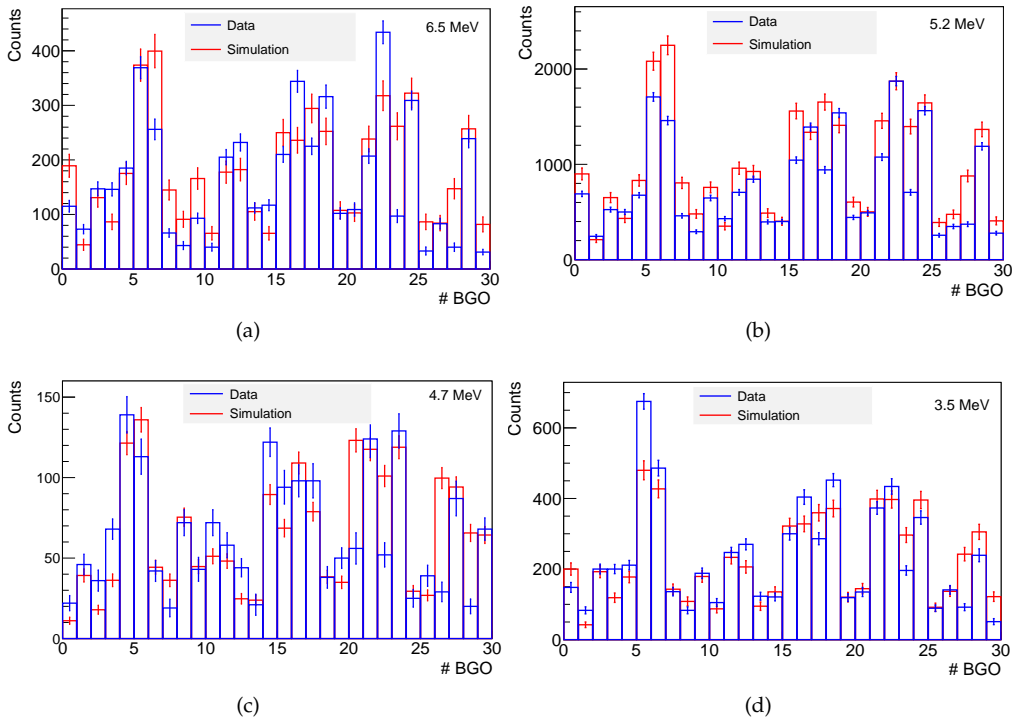 Counts
400
300
200
100
0
Data
Simulation
6.5 MeV
0 5 10 15 20 25 30
# BGO
(a)
Counts
2000
1000
0
Data
Simulation
5.2 MeV
0 5 10 15 20 25 30
# BGO
(b)
Counts
150
100
50
0
Data
Simulation
4.7 MeV
0 5 10 15 20 25 30
# BGO
(c)
Counts
600
400
200
0
Data
Simulation
3.5 MeV
0 5 10 15 20 25 30
# BGO
(d)